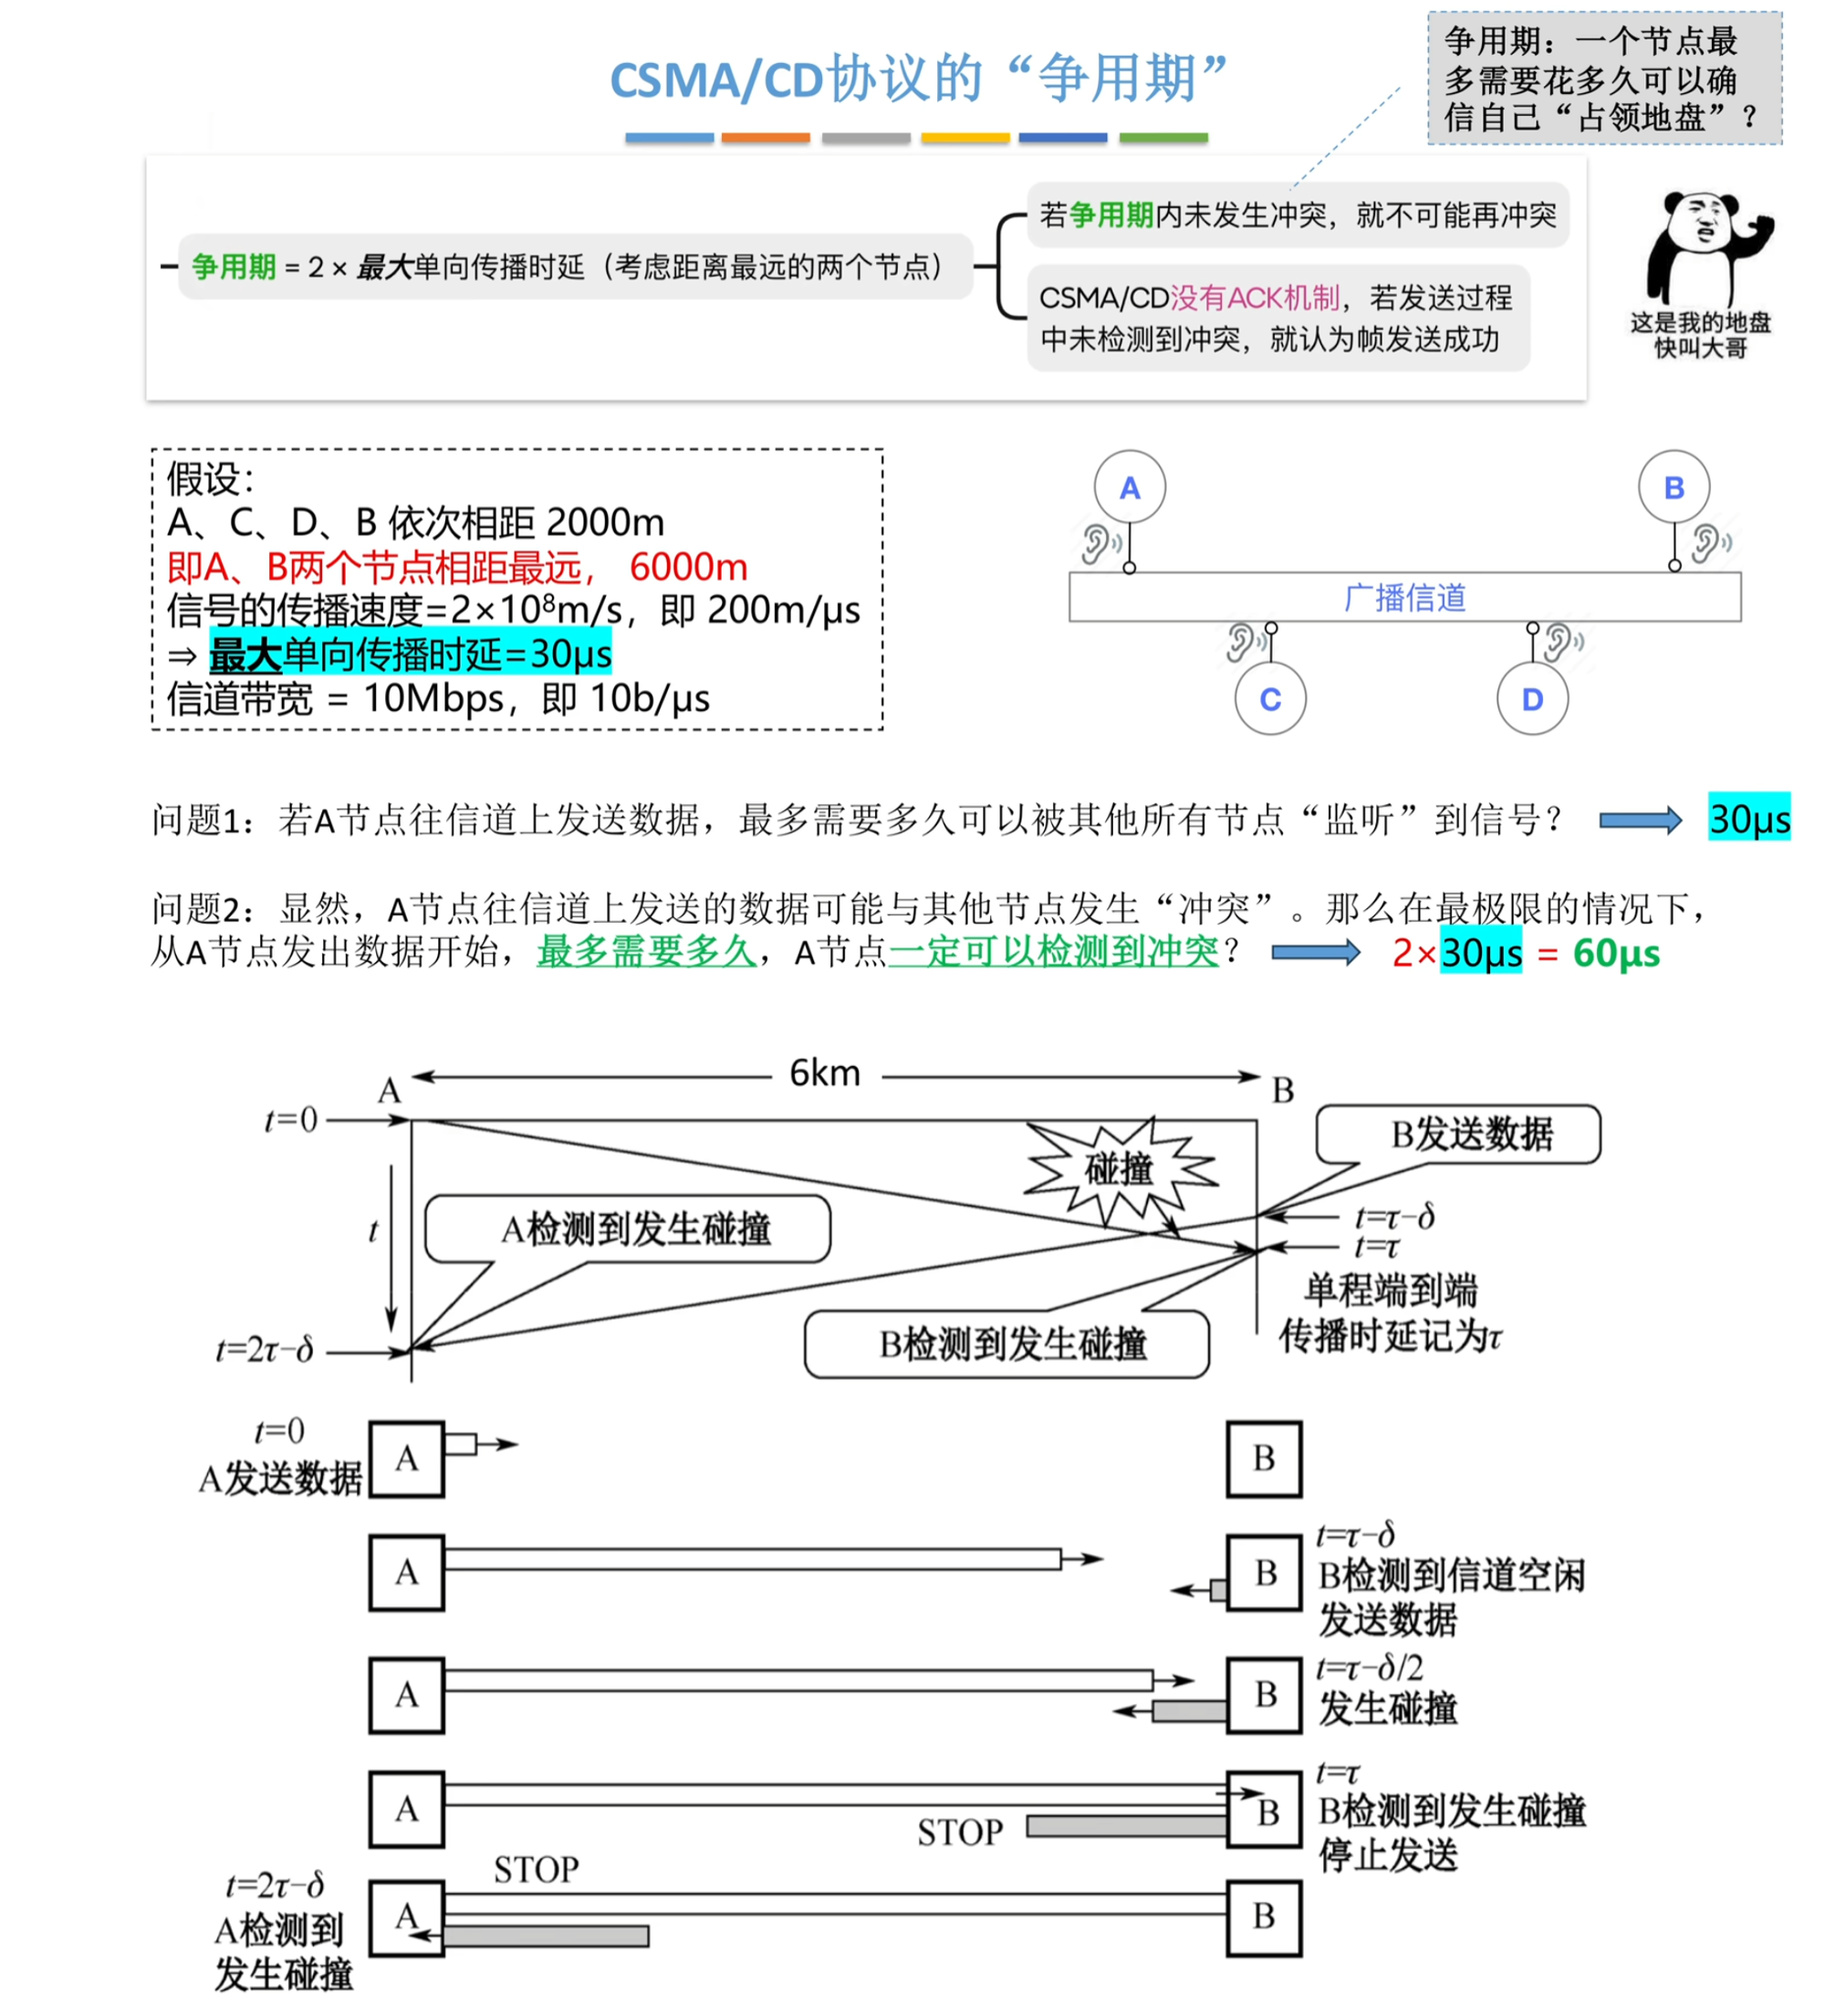 CSMA/CD协议的“争用期”
争用期：一个节点最
多需要花多久可以确
信自己“占领地盘”？
争用期 = 2 × 最大单向传播时延（考虑距离最远的两个节点）
若争用期内未发生冲突，就不可能再冲突
CSMA/CD没有ACK机制，若发送过程
中未检测到冲突，就认为帧发送成功
这是我的地盘
快叫大哥
假设：
A、C、D、B 依次相距 2000m
即A、B两个节点相距最远， 6000m
信号的传播速度=2×10⁸m/s，即 200m/μs
⇒ 最大单向传播时延=30μs
信道带宽 = 10Mbps，即 10b/μs
A
B
广播信道
C
D
问题1：若A节点往信道上发送数据，最多需要多久可以被其他所有节点“监听”到信号？
30μs
问题2：显然，A节点往信道上发送的数据可能与其他节点发生“冲突”。那么在最极限的情况下，
从A节点发出数据开始，最多需要多久，A节点一定可以检测到冲突？
2×30μs = 60μs
A
6km
B
t=0
碰撞
B发送数据
t
A检测到发生碰撞
t=τ−δ
t=τ
单程端到端
传播时延记为τ
B检测到发生碰撞
t=2τ−δ
t=0
A发送数据
A
B
A
B
t=τ−δ
B检测到信道空闲
发送数据
A
B
t=τ−δ/2
发生碰撞
A
STOP
B
t=τ
B检测到发生碰撞
停止发送
STOP
t=2τ−δ
A检测到
发生碰撞
A
B